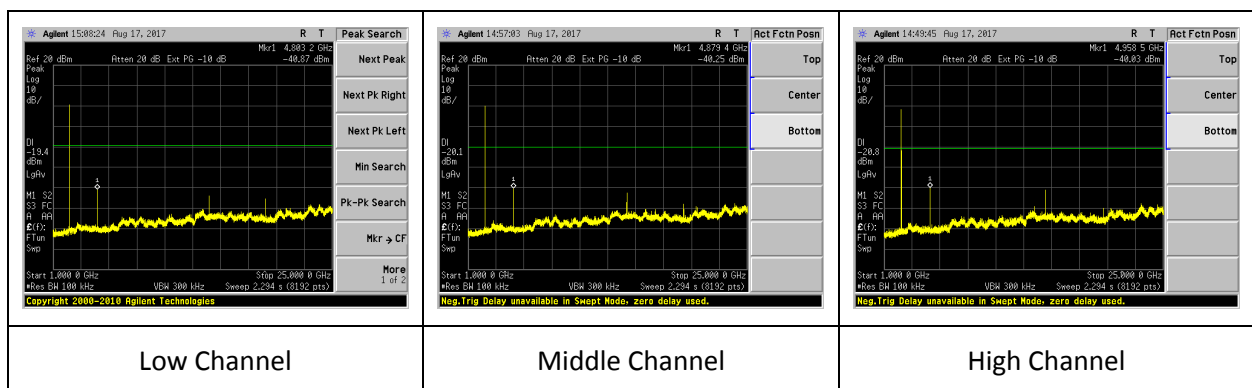 Agilent 15:08:24 Aug 17, 2017 R T Peak Search
Mkr1 4.803 2 GHz
Ref 20 dBm Atten 20 dB Ext PG -10 dB -40.87 dBm
Peak
Log
10
dB/
DI
-19.4
dBm
LgAv
M1 S2
S3 FC
A AA
£(f):
FTun
Swp
1
Start 1.000 0 GHz Stop 25.000 0 GHz
#Res BW 100 kHz VBW 300 kHz Sweep 2.294 s (8192 pts)
Copyright 2000-2010 Agilent Technologies
Next Peak
Next Pk Right
Next Pk Left
Min Search
Pk-Pk Search
Mkr → CF
More
1 of 2
Agilent 14:57:03 Aug 17, 2017 R T Act Fctn Posn
Mkr1 4.879 4 GHz
Ref 20 dBm Atten 20 dB Ext PG -10 dB -40.25 dBm
Peak
Log
10
dB/
DI
-20.1
dBm
LgAv
M1 S2
S3 FC
A AA
£(f):
FTun
Swp
1
Start 1.000 0 GHz Stop 25.000 0 GHz
#Res BW 100 kHz VBW 300 kHz Sweep 2.294 s (8192 pts)
Neg.Trig Delay unavailable in Swept Mode, zero delay used.
Top
Center
Bottom
Agilent 14:49:45 Aug 17, 2017 R T Act Fctn Posn
Mkr1 4.958 5 GHz
Ref 20 dBm Atten 20 dB Ext PG -10 dB -40.03 dBm
Peak
Log
10
dB/
DI
-20.8
dBm
LgAv
M1 S2
S3 FC
A AA
£(f):
FTun
Swp
1
Start 1.000 0 GHz Stop 25.000 0 GHz
#Res BW 100 kHz VBW 300 kHz Sweep 2.294 s (8192 pts)
Neg.Trig Delay unavailable in Swept Mode, zero delay used.
Top
Center
Bottom
Low Channel
Middle Channel
High Channel